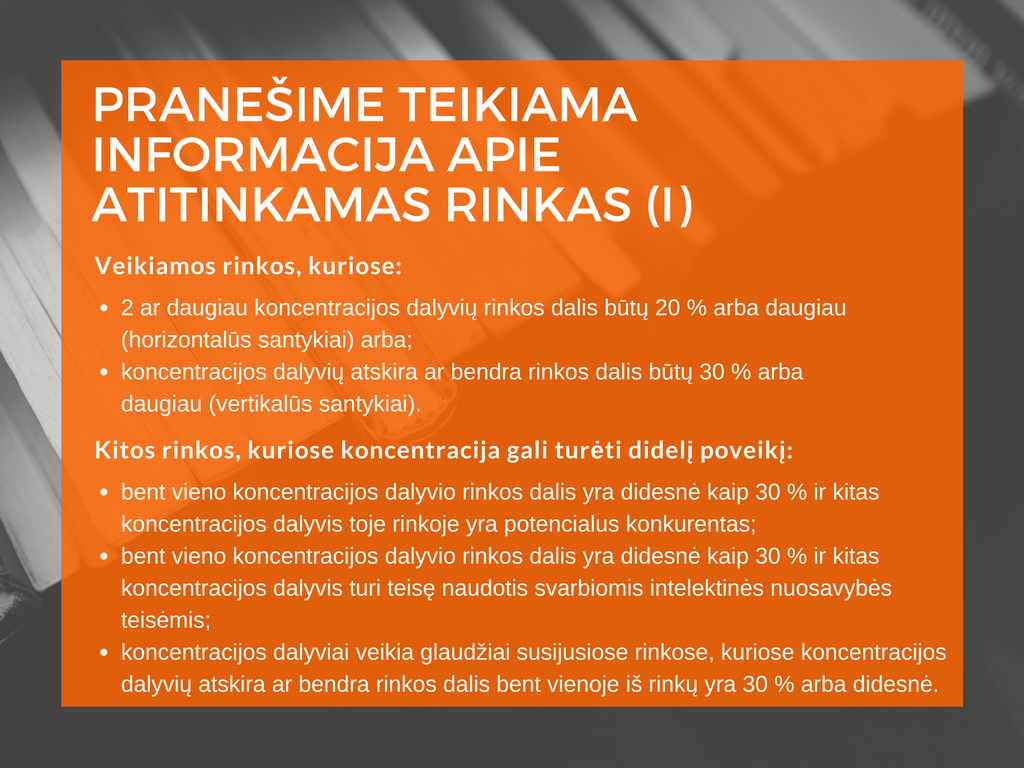 PRANEŠIME TEIKIAMA
INFORMACIJA APIE
ATITINKAMAS RINKAS (I)
Veikiamos rinkos, kuriose:
• 2 ar daugiau koncentracijos dalyvių rinkos dalis būtų 20 % arba daugiau
(horizontalūs santykiai) arba;
• koncentracijos dalyvių atskira ar bendra rinkos dalis būtų 30 % arba
daugiau (vertikalūs santykiai).
Kitos rinkos, kuriose koncentracija gali turėti didelį poveikį:
• bent vieno koncentracijos dalyvio rinkos dalis yra didesnė kaip 30 % ir kitas
koncentracijos dalyvis toje rinkoje yra potencialus konkurentas;
• bent vieno koncentracijos dalyvio rinkos dalis yra didesnė kaip 30 % ir kitas
koncentracijos dalyvis turi teisę naudotis svarbiomis intelektinės nuosavybės
teisėmis;
• koncentracijos dalyviai veikia glaudžiai susijusiose rinkose, kuriose koncentracijos
dalyvių atskira ar bendra rinkos dalis bent vienoje iš rinkų yra 30 % arba didesnė.